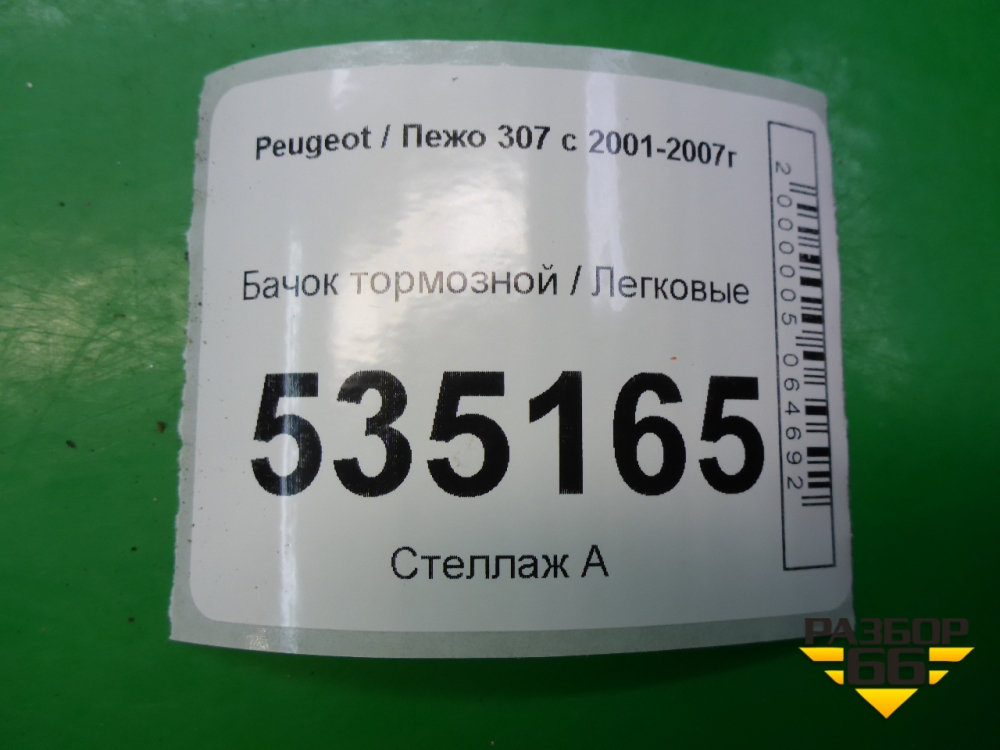 Peugeot / Пежо 307 с 2001-2007г
Бачок тормозной / Легковые
535165
Стеллаж А
2000005064692
РАЗБОР
66